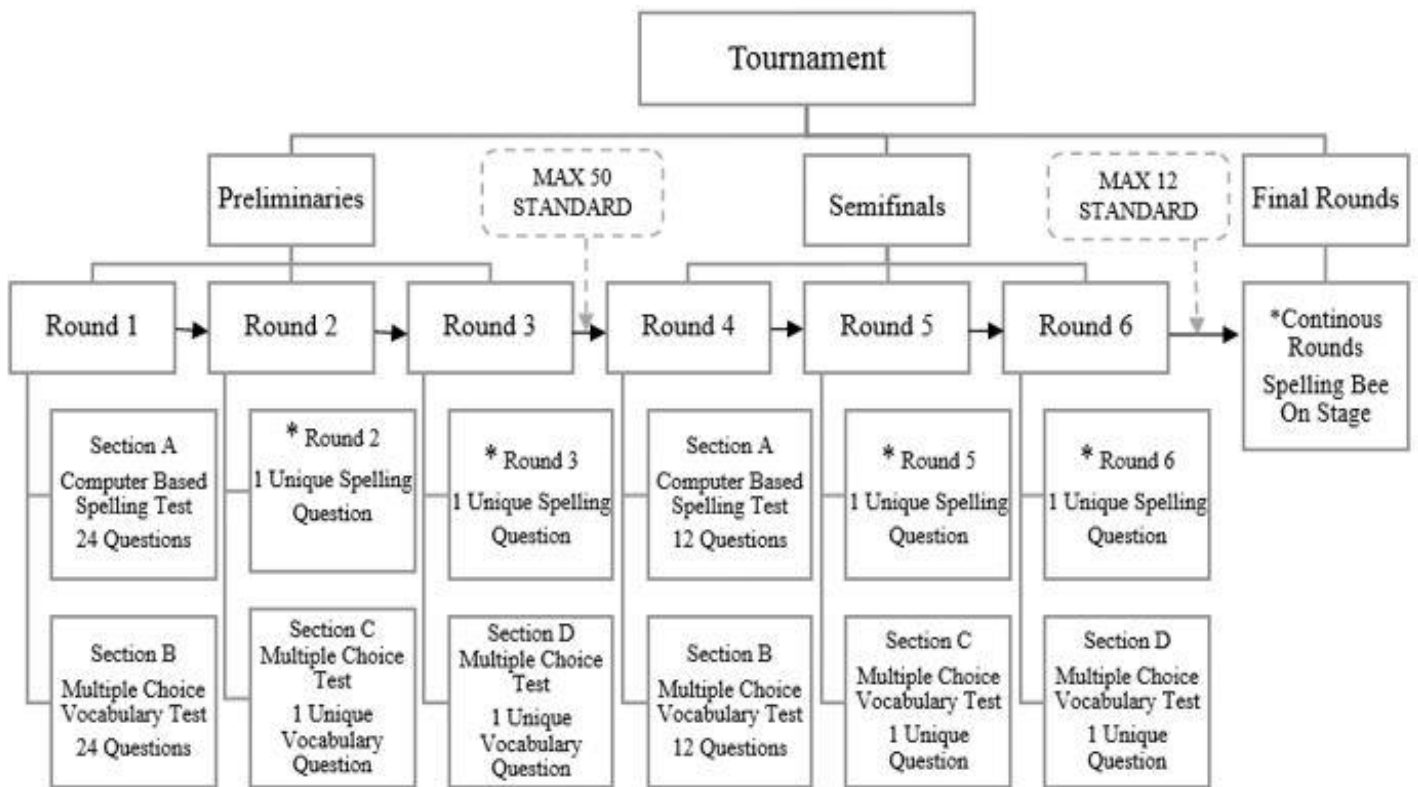 Tournament
Preliminaries
MAX 50
STANDARD
Semifinals
MAX 12
STANDARD
Final Rounds
Round 1
Round 2
Round 3
Round 4
Round 5
Round 6
*Continous
Rounds
Spelling Bee
On Stage
Section A
Computer Based
Spelling Test
24 Questions
* Round 2
1 Unique Spelling
Question
* Round 3
1 Unique Spelling
Question
Section A
Computer Based
Spelling Test
12 Questions
* Round 5
1 Unique Spelling
Question
* Round 6
1 Unique Spelling
Question
Section B
Multiple Choice
Vocabulary Test
24 Questions
Section C
Multiple Choice
Test
1 Unique
Vocabulary
Question
Section D
Multiple Choice
Test
1 Unique
Vocabulary
Question
Section B
Multiple Choice
Vocabulary Test
12 Questions
Section C
Multiple Choice
Vocabulary Test
1 Unique
Question
Section D
Multiple Choice
Vocabulary Test
1 Unique
Question